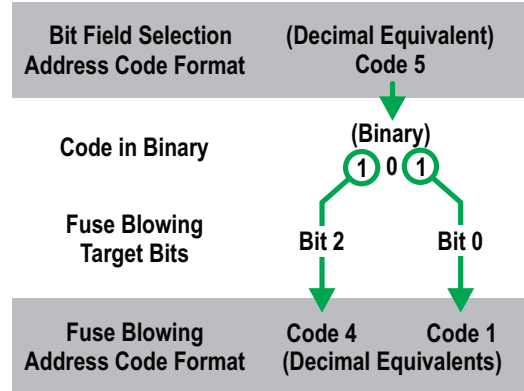 Bit Field Selection
Address Code Format
(Decimal Equivalent)
Code 5
Code in Binary
(Binary)
1 0 1
Fuse Blowing
Target Bits
Bit 2
Bit 0
Fuse Blowing
Address Code Format
Code 4
Code 1
(Decimal Equivalents)